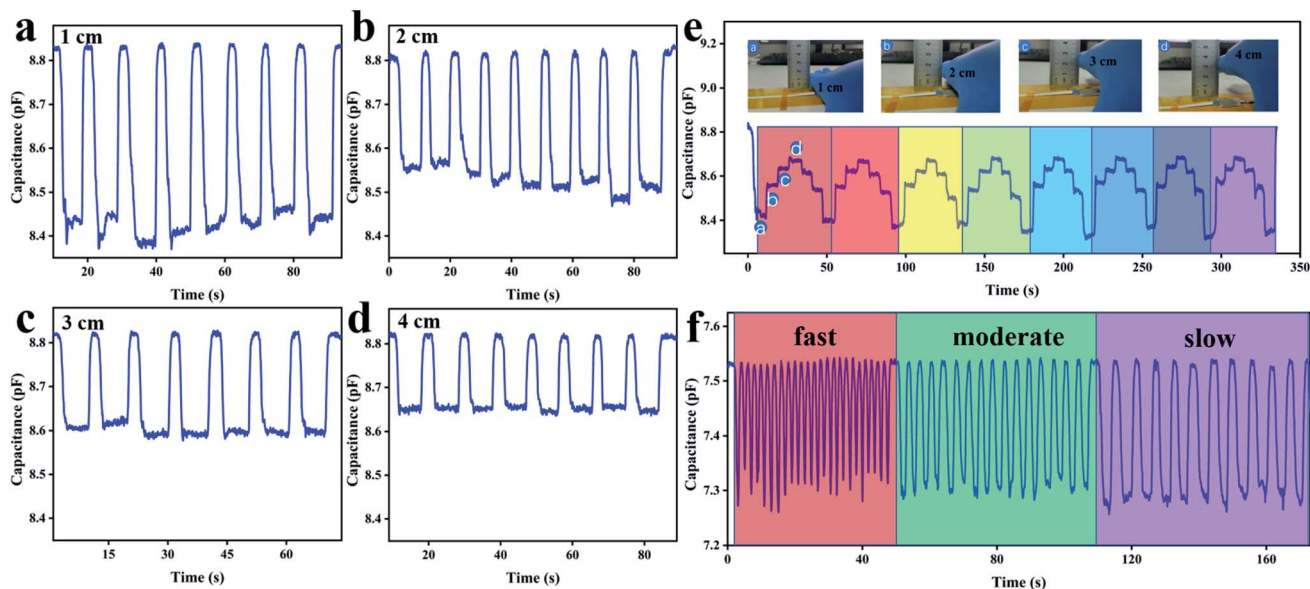 a
1 cm
Capacitance (pF)
8.8
8.7
8.6
8.5
8.4
20
40
60
80
Time (s)
b
2 cm
Capacitance (pF)
8.8
8.7
8.6
8.5
8.4
0
20
40
60
80
Time (s)
c
3 cm
Capacitance (pF)
8.8
8.7
8.6
8.5
8.4
15
30
45
60
Time (s)
d
4 cm
Capacitance (pF)
8.8
8.7
8.6
8.5
8.4
20
40
60
80
Time (s)
e
Capacitance (pF)
9.2
9.0
8.8
8.6
8.4
a
1 cm
b
2 cm
c
3 cm
d
4 cm
a
b
c
d
0
50
100
150
200
250
300
350
Time (s)
f
fast
moderate
slow
Capacitance (pF)
7.6
7.5
7.4
7.3
7.2
0
40
80
120
160
Time (s)